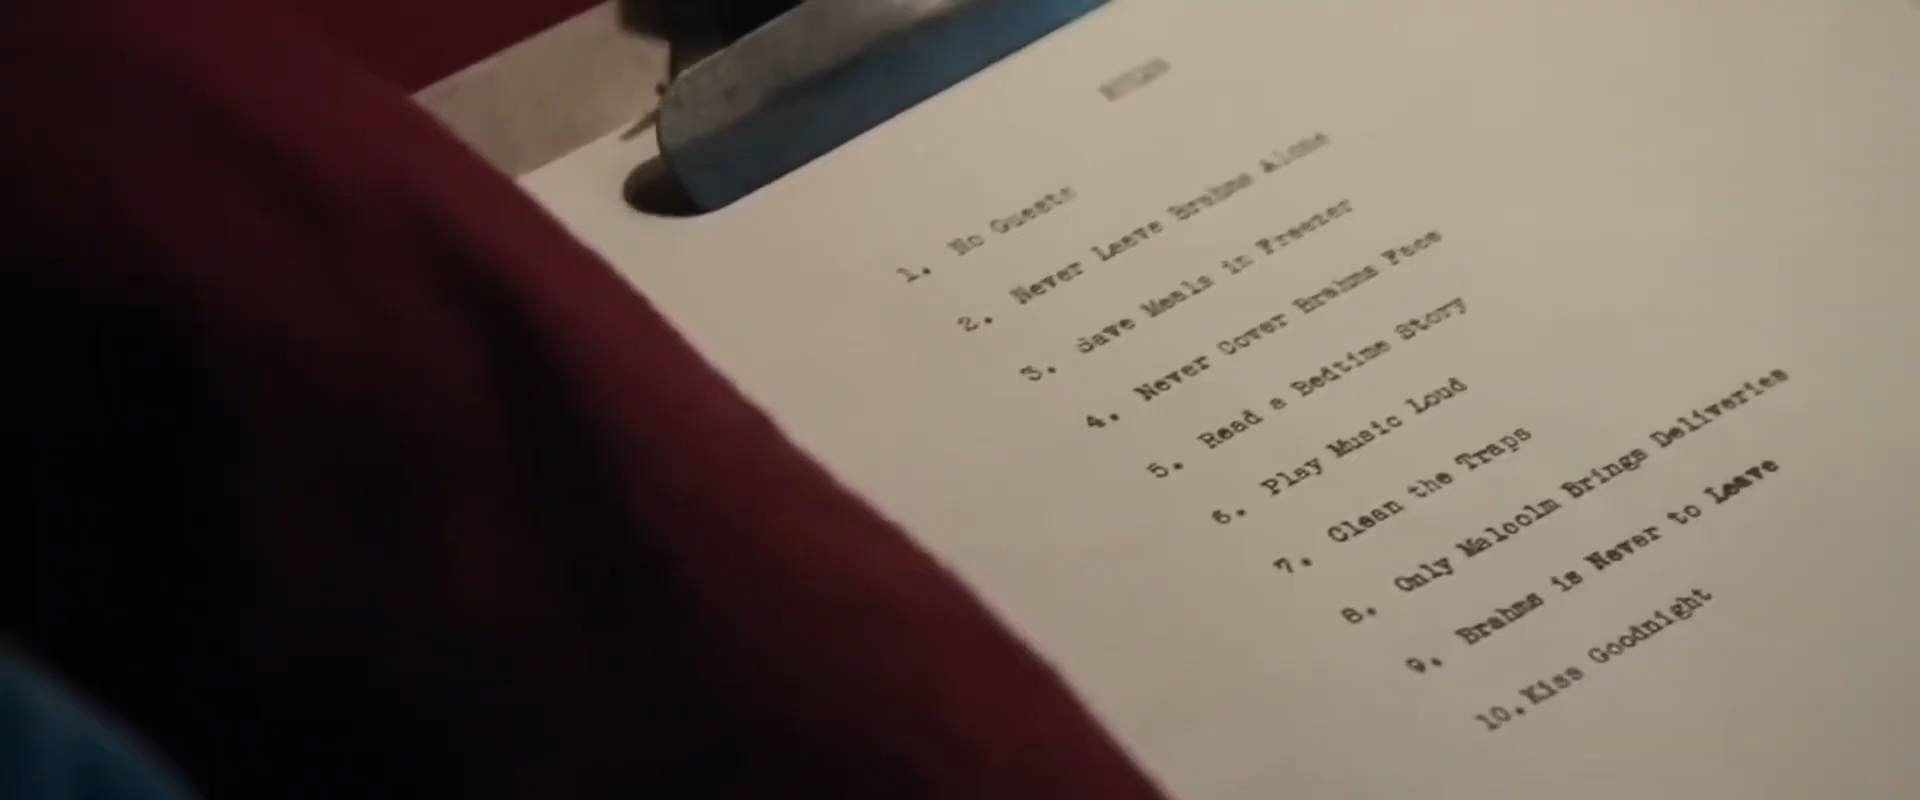 1. No Guests
2. Never Leave Brahms Alone
3. Save Meals in Freezer
4. Never Cover Brahms Face
5. Read a Bedtime Story
6. Play Music Loud
7. Clean the Traps
8. Only Malcolm Brings Deliveries
9. Brahms is Never to Leave
10. Kiss Goodnight